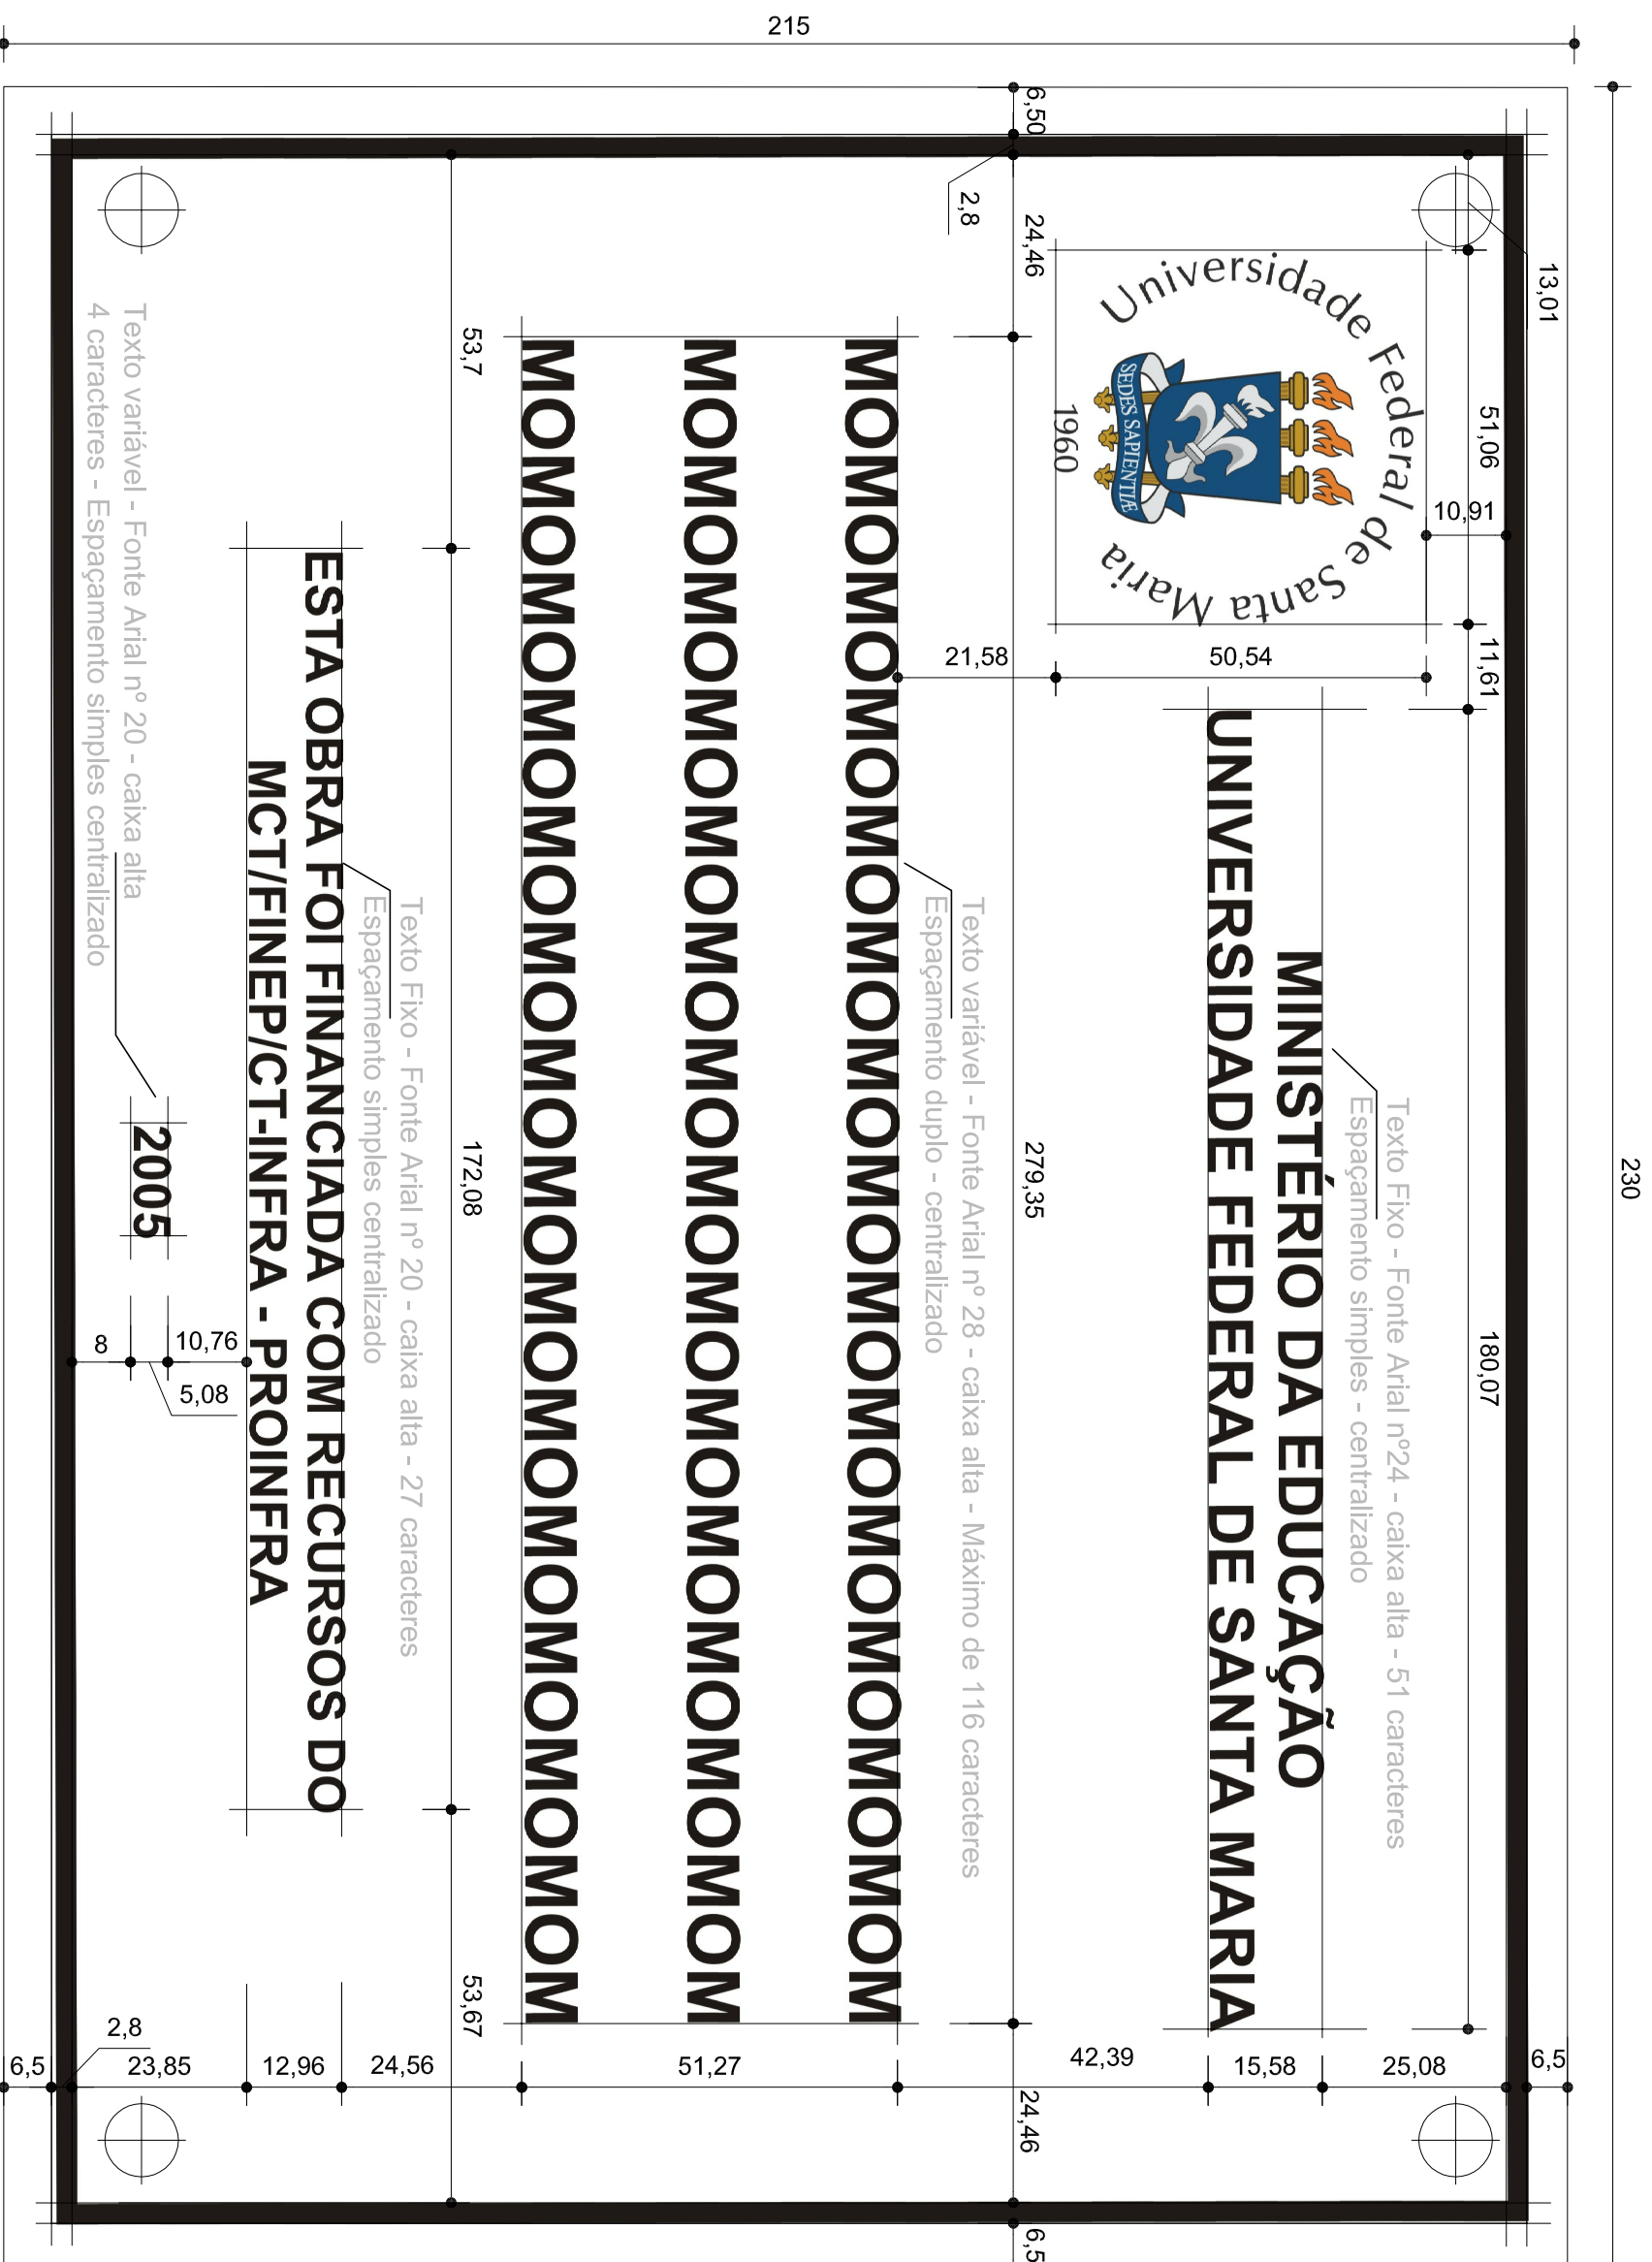 215
230
6,50
2,8
24,46
13,01
51,06
10,91
11,61
180,07
Universidade Federal de Santa Maria
SEDES SAPIENTIÆ
1960
21,58
50,54
Texto Fixo - Fonte Arial nº24 - caixa alta - 51 caracteres
Espaçamento simples - centralizado
MINISTÉRIO DA EDUCAÇÃO
UNIVERSIDADE FEDERAL DE SANTA MARIA
279,35
Texto variável - Fonte Arial nº 28 - caixa alta - Máximo de 116 caracteres
Espaçamento duplo - centralizado
MOMOMOMOMOMOMOMOMOMOMOMOMOMOM
MOMOMOMOMOMOMOMOMOMOMOMOMOMOM
MOMOMOMOMOMOMOMOMOMOMOMOMOMOM
53,7
172,08
53,67
Texto Fixo - Fonte Arial nº 20 - caixa alta - 27 caracteres
Espaçamento simples centralizado
ESTA OBRA FOI FINANCIADA COM RECURSOS DO
MCT/FINEP/CT-INFRA - PROINFRA
Texto variável - Fonte Arial nº 20 - caixa alta
4 caracteres - Espaçamento simples centralizado
2005
8
10,76
5,08
2,8
6,5
23,85
12,96
24,56
51,27
42,39
15,58
25,08
6,5
24,46
6,5